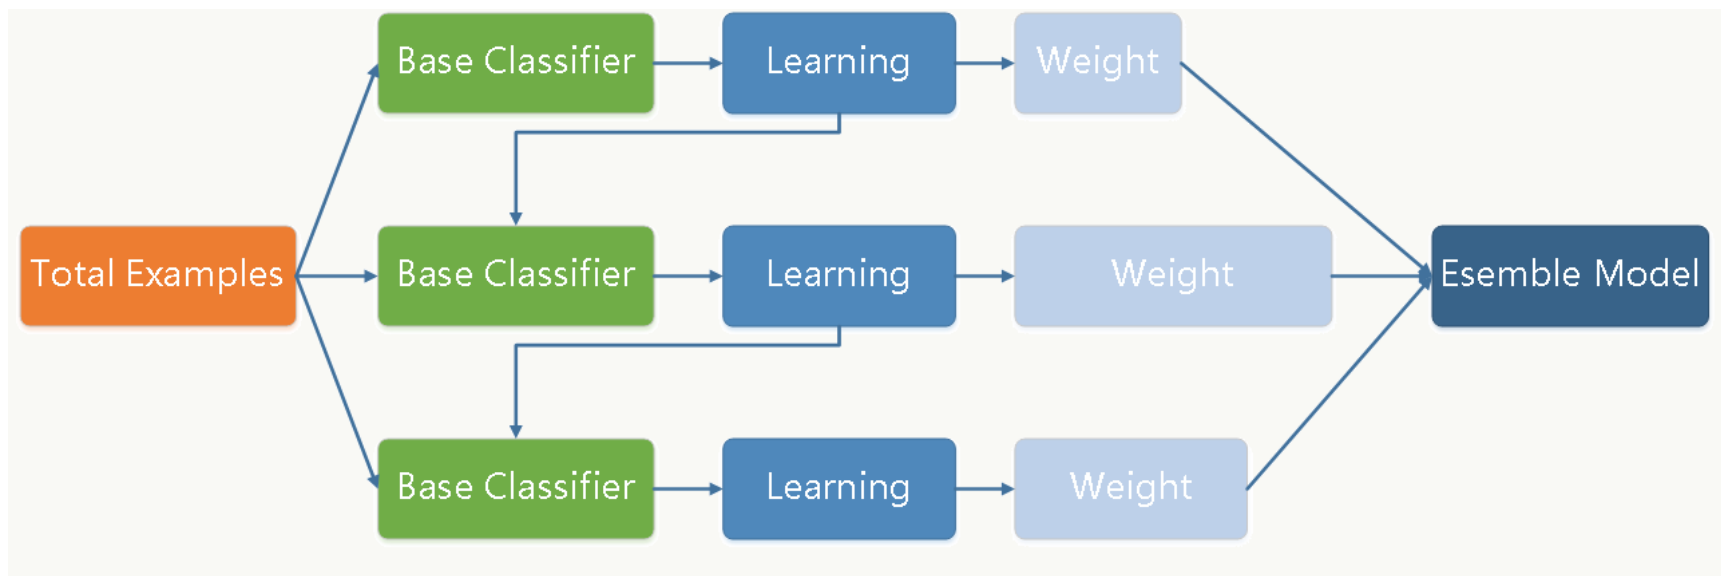 Base Classifier
Learning
Weight
Total Examples
Base Classifier
Learning
Weight
Esemble Model
Base Classifier
Learning
Weight